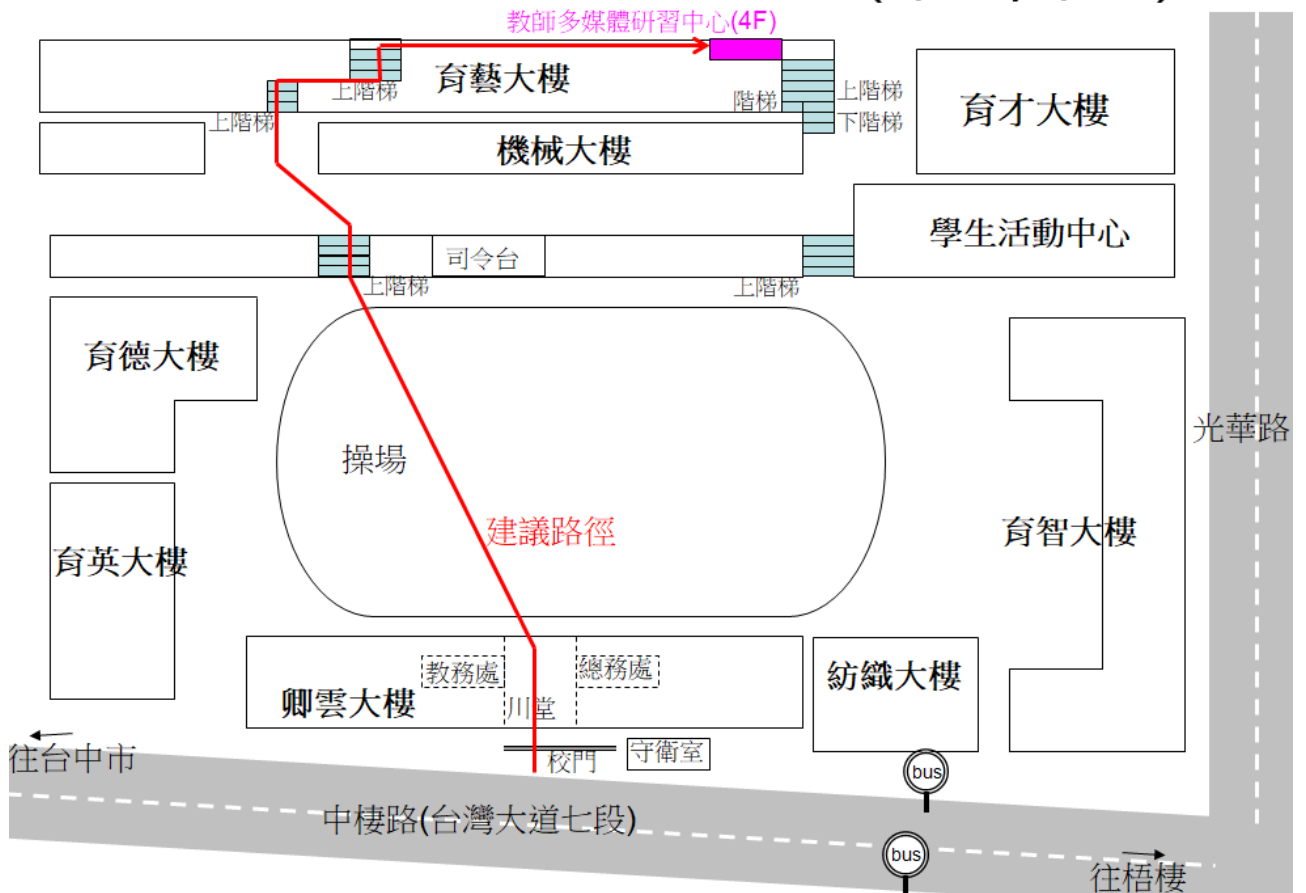 教師多媒體研習中心(4F)
育藝大樓
上階梯
上階梯
階梯
上階梯
下階梯
育才大樓
機械大樓
學生活動中心
司令台
上階梯
上階梯
育德大樓
操場
光華路
建議路徑
育英大樓
育智大樓
教務處
總務處
卿雲大樓
川堂
紡織大樓
往台中市
校門
守衛室
bus
中棲路(台灣大道七段)
bus
往梧棲